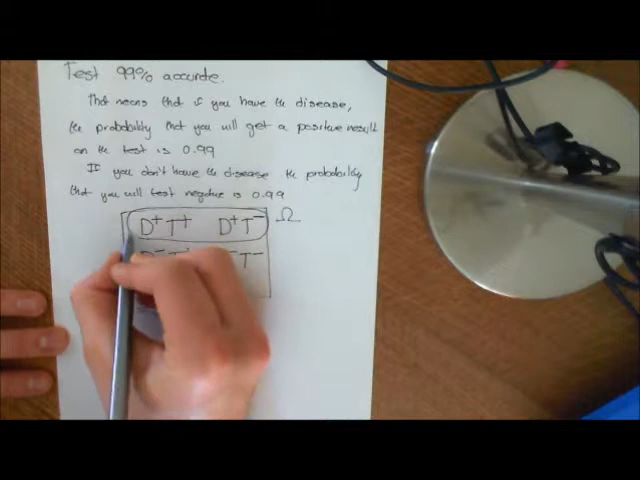 Test 99% accurate.
That means that if you have the disease,
the probability that you will get a positive result
on the test is 0.99
If you don't have the disease the probability
that you will test negative is 0.99
D⁺T⁺ D⁺T⁻ Ω
D⁻T⁺ T⁻